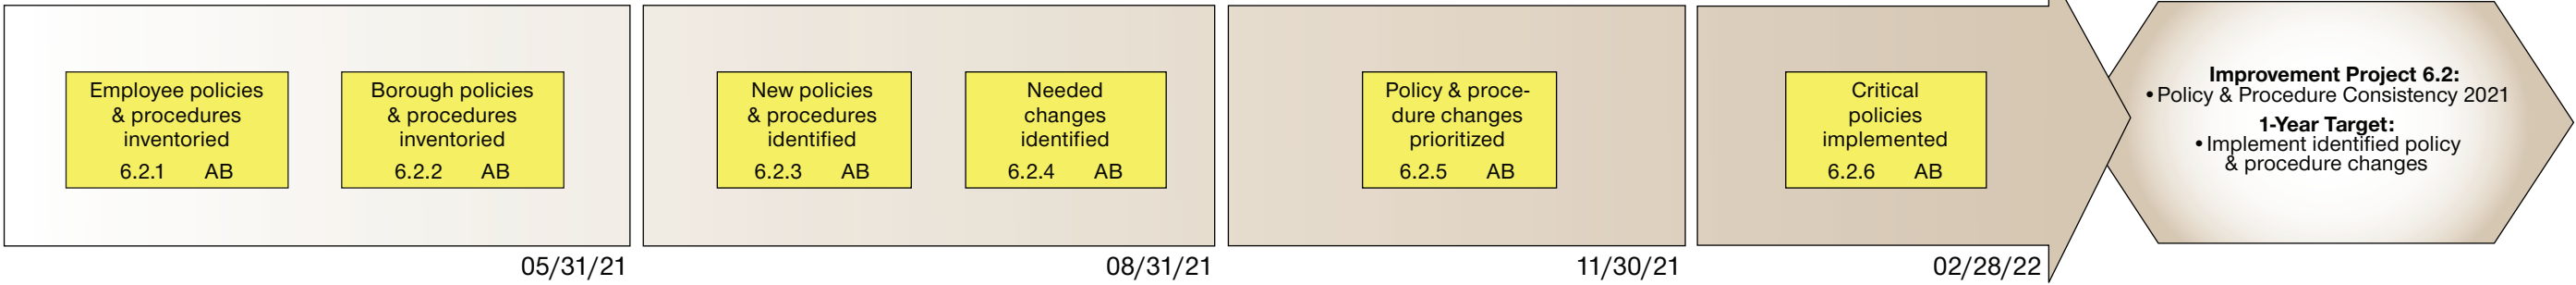 Employee policies
& procedures
inventoried
6.2.1 AB
Borough policies
& procedures
inventoried
6.2.2 AB
05/31/21
New policies
& procedures
identified
6.2.3 AB
Needed
changes
identified
6.2.4 AB
08/31/21
Policy & proce-
dure changes
prioritized
6.2.5 AB
11/30/21
Critical
policies
implemented
6.2.6 AB
02/28/22
Improvement Project 6.2:
• Policy & Procedure Consistency 2021
1-Year Target:
• Implement identified policy
& procedure changes